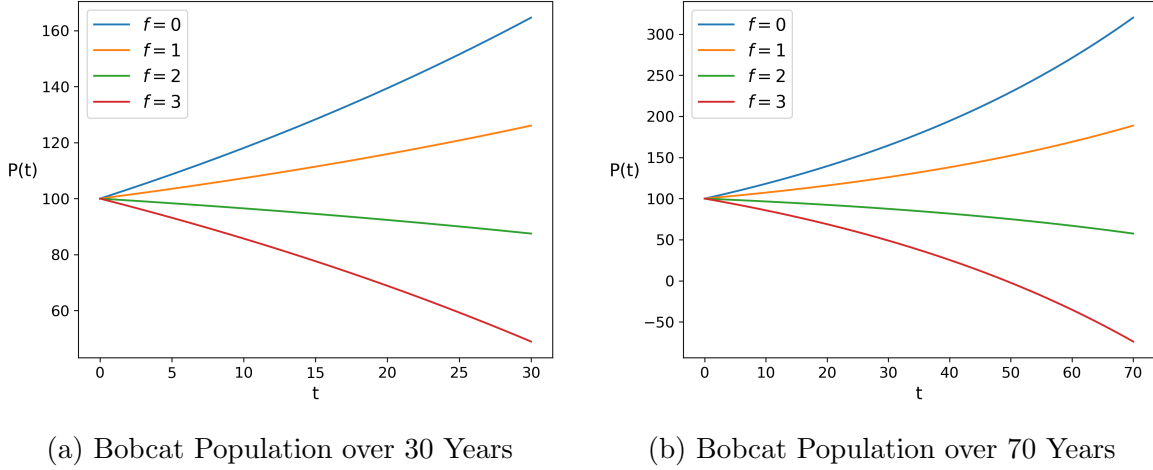 160
140
120
100
80
60
P(t)
f = 0
f = 1
f = 2
f = 3
0 5 10 15 20 25 30
t
(a) Bobcat Population over 30 Years
300
250
200
150
100
50
0
−50
P(t)
f = 0
f = 1
f = 2
f = 3
0 10 20 30 40 50 60 70
t
(b) Bobcat Population over 70 Years